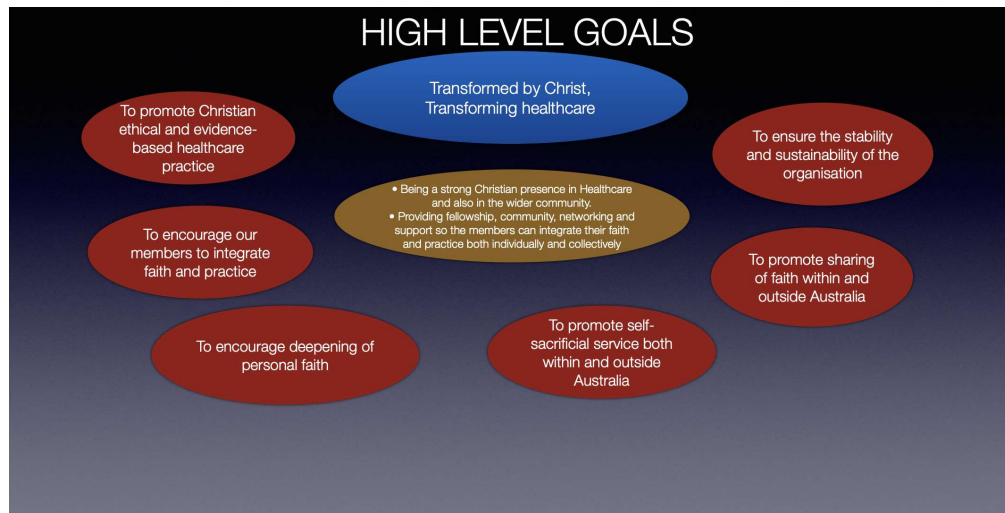 HIGH LEVEL GOALS
Transformed by Christ,
Transforming healthcare
To promote Christian
ethical and evidence-
based healthcare
practice
To ensure the stability
and sustainability of the
organisation
• Being a strong Christian presence in Healthcare
and also in the wider community.
• Providing fellowship, community, networking and
support so the members can integrate their faith
and practice both individually and collectively
To encourage our
members to integrate
faith and practice
To promote sharing
of faith within and
outside Australia
To encourage deepening of
personal faith
To promote self-
sacrificial service both
within and outside
Australia